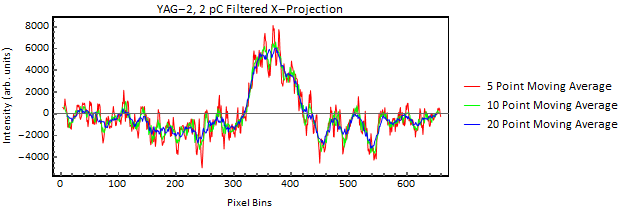 YAG−2, 2 pC Filtered X−Projection
Intensity (arb. units)
8000
6000
4000
2000
0
−2000
−4000
0 100 200 300 400 500 600
Pixel Bins
5 Point Moving Average
10 Point Moving Average
20 Point Moving Average